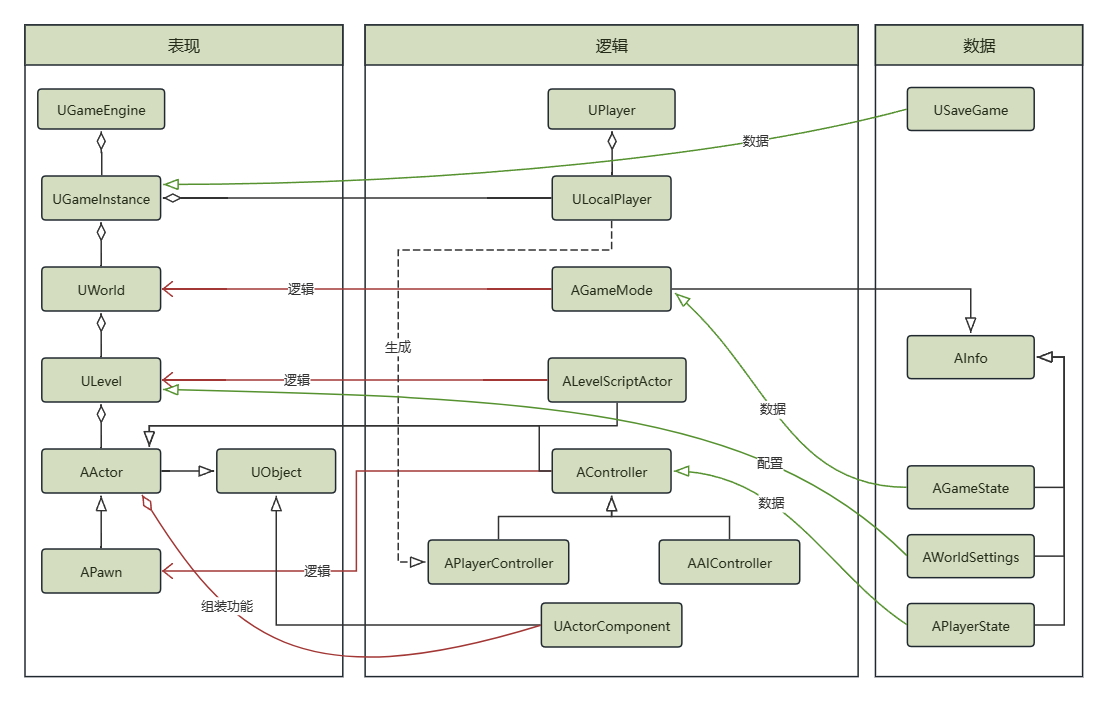 表现
逻辑
数据
UGameEngine
UPlayer
USaveGame
数据
UGameInstance
ULocalPlayer
UWorld
逻辑
AGameMode
生成
AInfo
ULevel
逻辑
ALevelScriptActor
数据
配置
AActor
UObject
AController
AGameState
数据
APawn
逻辑
APlayerController
AAIController
AWorldSettings
组装功能
UActorComponent
APlayerState